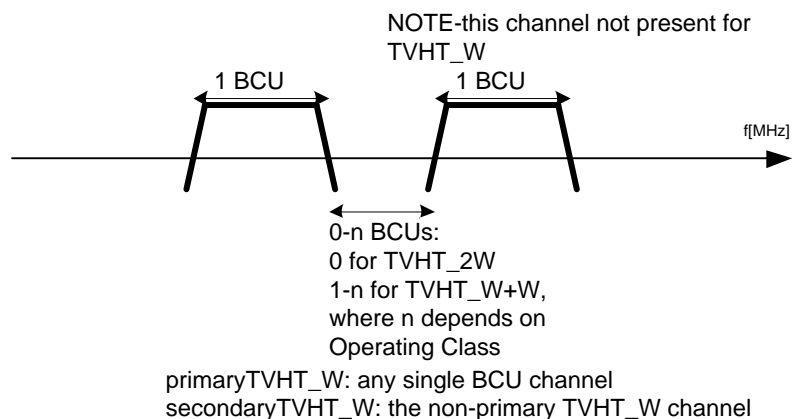 NOTE-this channel not present for
TVHT_W
1 BCU
1 BCU
f[MHz]
0-n BCUs:
0 for TVHT_2W
1-n for TVHT_W+W,
where n depends on
Operating Class
primaryTVHT_W: any single BCU channel
secondaryTVHT_W: the non-primary TVHT_W channel